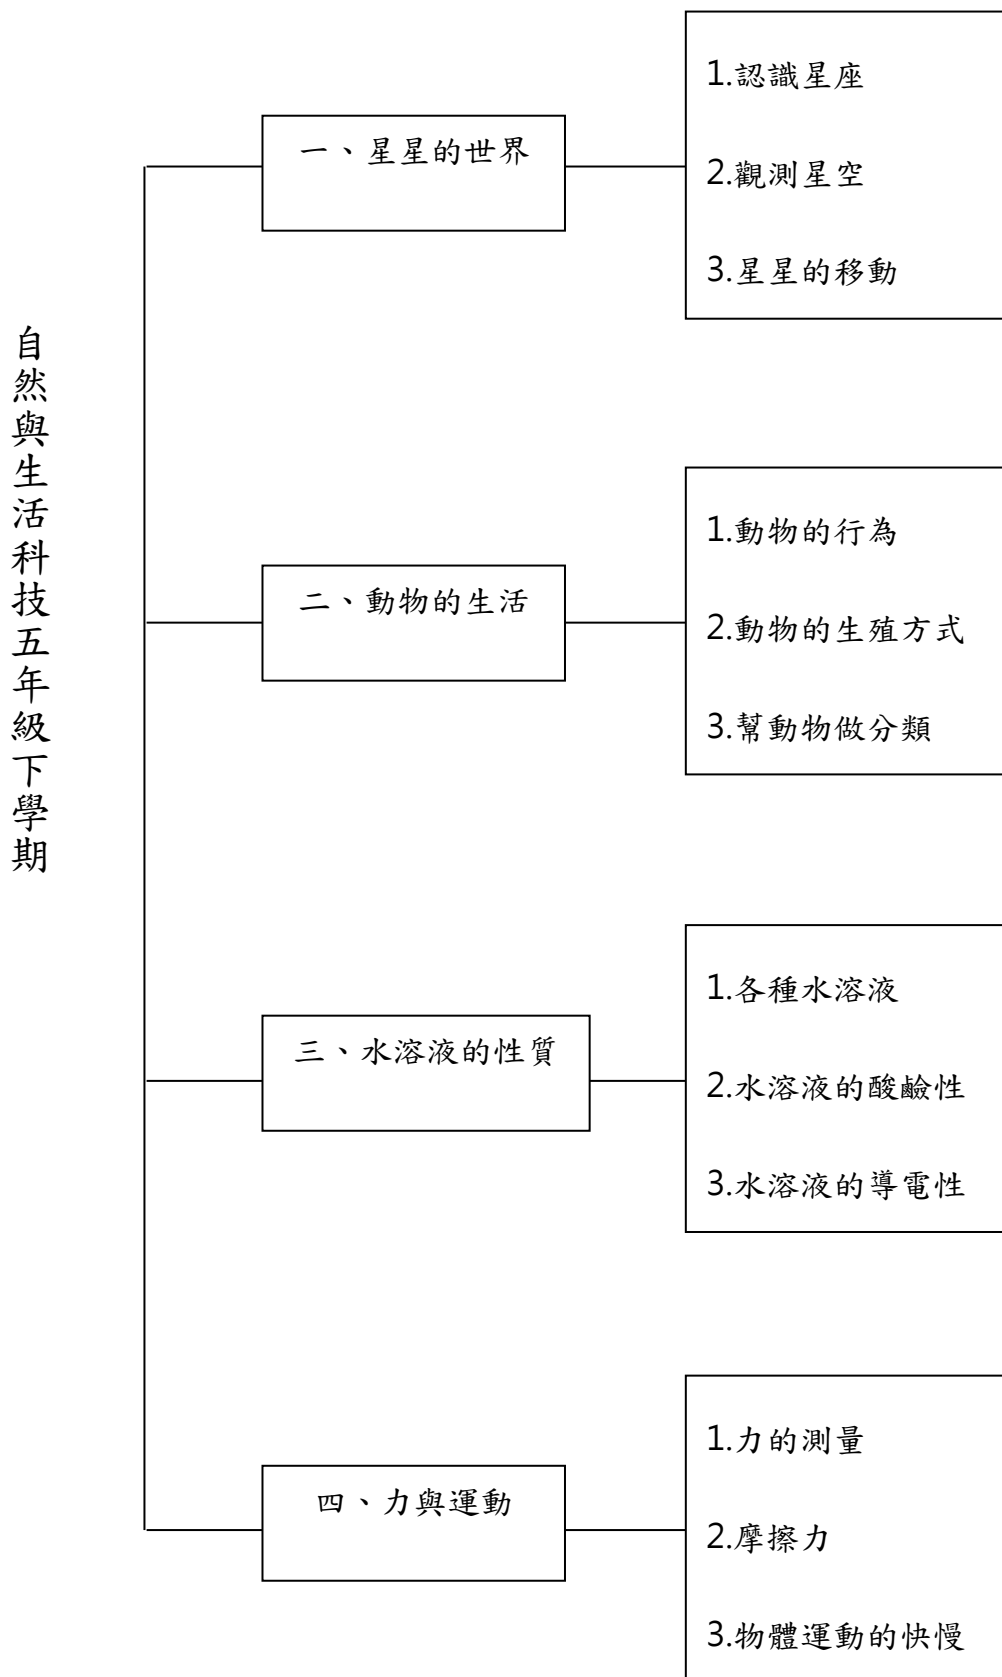 自然與生活科技五年級下學期
一、星星的世界
1.認識星座
2.觀測星空
3.星星的移動
二、動物的生活
1.動物的行為
2.動物的生殖方式
3.幫動物做分類
三、水溶液的性質
1.各種水溶液
2.水溶液的酸鹼性
3.水溶液的導電性
四、力與運動
1.力的測量
2.摩擦力
3.物體運動的快慢